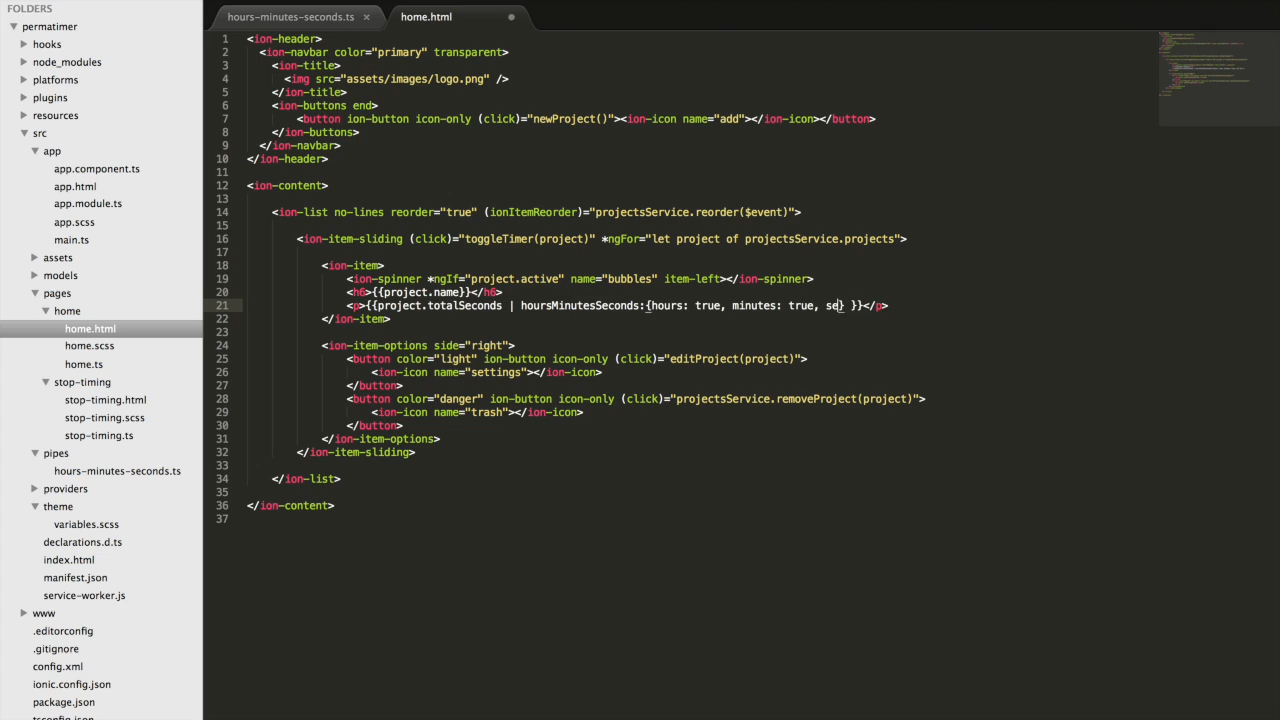 FOLDERS
permatimer
hooks
node_modules
platforms
plugins
resources
src
app
app.component.ts
app.html
app.module.ts
app.scss
main.ts
assets
models
pages
home
home.html
home.scss
home.ts
stop-timing
stop-timing.html
stop-timing.scss
stop-timing.ts
pipes
hours-minutes-seconds.ts
providers
theme
variables.scss
declarations.d.ts
index.html
manifest.json
service-worker.js
www
.editorconfig
.gitignore
config.xml
ionic.config.json
package.json
tsconfig.json
hours-minutes-seconds.ts × home.html
1 <ion-header>
2 <ion-navbar color="primary" transparent>
3 <ion-title>
4 <img src="assets/images/logo.png" />
5 </ion-title>
6 <ion-buttons end>
7 <button ion-button icon-only (click)="newProject()"><ion-icon name="add"></ion-icon></button>
8 </ion-buttons>
9 </ion-navbar>
10 </ion-header>
11
12 <ion-content>
13
14 <ion-list no-lines reorder="true" (ionItemReorder)="projectsService.reorder($event)">
15
16 <ion-item-sliding (click)="toggleTimer(project)" *ngFor="let project of projectsService.projects">
17
18 <ion-item>
19 <ion-spinner *ngIf="project.active" name="bubbles" item-left></ion-spinner>
20 <h6>{{project.name}}</h6>
21 <p>{{project.totalSeconds | hoursMinutesSeconds:{hours: true, minutes: true, se} }}</p>
22 </ion-item>
23
24 <ion-item-options side="right">
25 <button color="light" ion-button icon-only (click)="editProject(project)">
26 <ion-icon name="settings"></ion-icon>
27 </button>
28 <button color="danger" ion-button icon-only (click)="projectsService.removeProject(project)">
29 <ion-icon name="trash"></ion-icon>
30 </button>
31 </ion-item-options>
32 </ion-item-sliding>
33
34 </ion-list>
35
36 </ion-content>
37